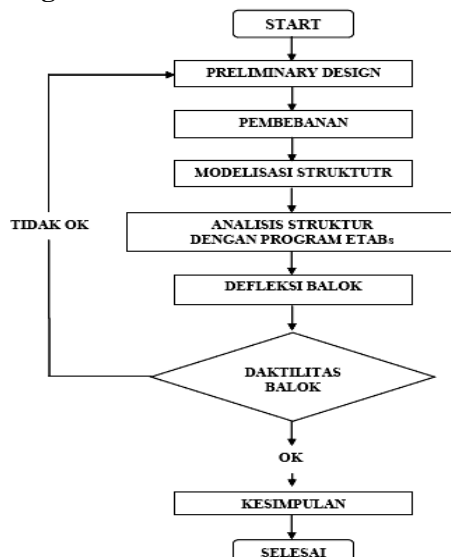 START
PRELIMINARY DESIGN
PEMBEBANAN
MODELISASI STRUKTUTR
TIDAK OK
ANALISIS STRUKTUR
DENGAN PROGRAM ETABs
DEFLEKSI BALOK
DAKTILITAS
BALOK
OK
KESIMPULAN
SELESAI